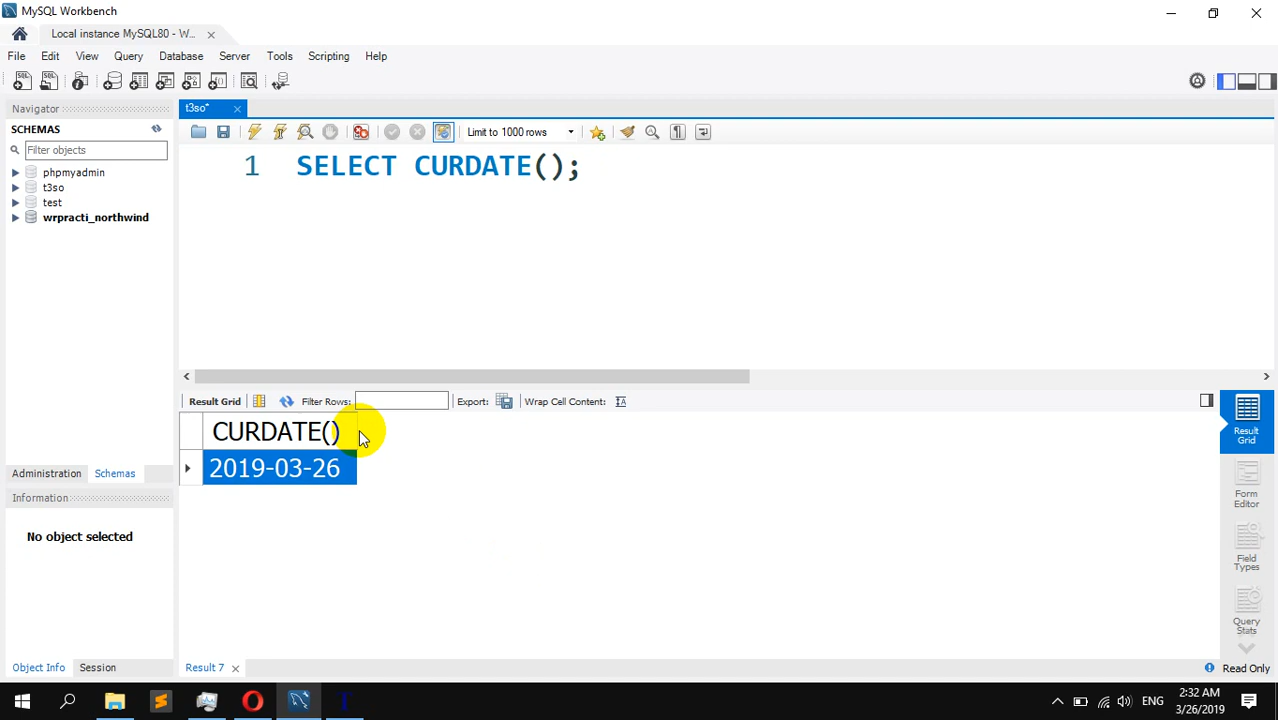 MySQL Workbench
Local instance MySQL80 - W...
File Edit View Query Database Server Tools Scripting Help
Navigator
SCHEMAS
Filter objects
phpmyadmin
t3so
test
wrpracti_northwind
Administration Schemas
Information
No object selected
Object Info Session
t3so*
Limit to 1000 rows
1 SELECT CURDATE();
Result Grid Filter Rows: Export: Wrap Cell Content:
CURDATE()
2019-03-26
Result Grid
Form Editor
Field Types
Query Stats
Result 7
Read Only
ENG
2:32 AM
3/26/2019